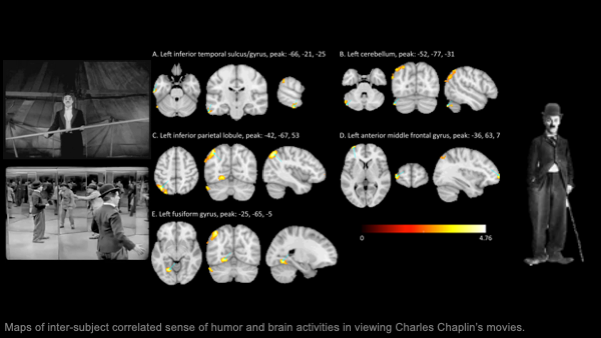 A. Left inferior temporal sulcus/gyrus, peak: -66, -21, -25
B. Left cerebellum, peak: -52, -77, -31
C. Left inferior parietal lobule, peak: -42, -67, 53
D. Left anterior middle frontal gyrus, peak: -36, 63, 7
E. Left fusiform gyrus, peak: -25, -65, -5
0
4.76
Maps of inter-subject correlated sense of humor and brain activities in viewing Charles Chaplin's movies.